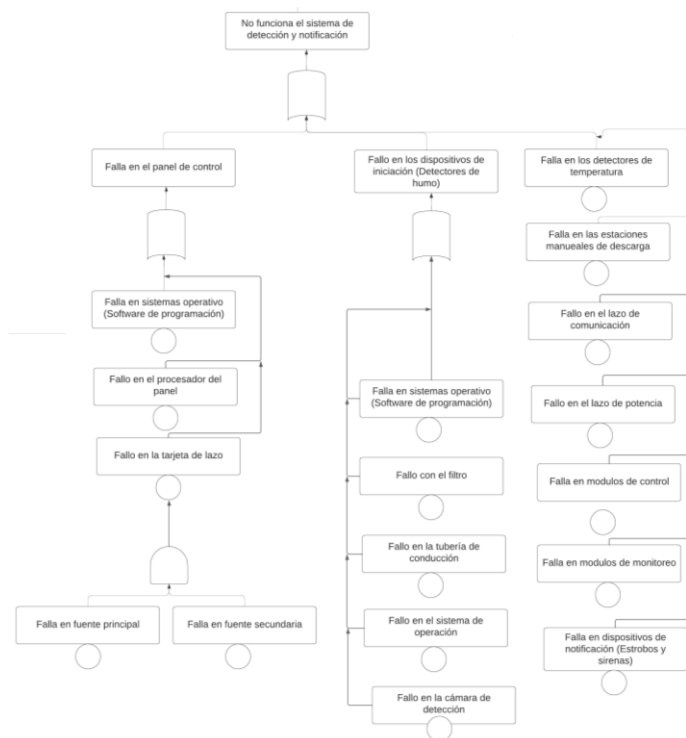 No funciona el sistema de
detección y notificación
Falla en el panel de control
Fallo en los dispositivos de
iniciación (Detectores de
humo)
Falla en los detectores de
temperatura
Falla en las estaciones
manueales de descarga
Falla en sistemas operativo
(Software de programación)
Fallo en el lazo de
comunicación
Fallo en el procesador del
panel
Falla en sistemas operativo
(Software de programación)
Fallo en el lazo de potencia
Fallo en la tarjeta de lazo
Fallo con el filtro
Falla en modulos de control
Fallo en la tubería de
conducción
Falla en modulos de monitoreo
Falla en fuente principal
Falla en fuente secundaria
Fallo en el sistema de
operación
Falla en dispositivos de
notificación (Estrobos y
sirenas)
Fallo en la cámara de
detección